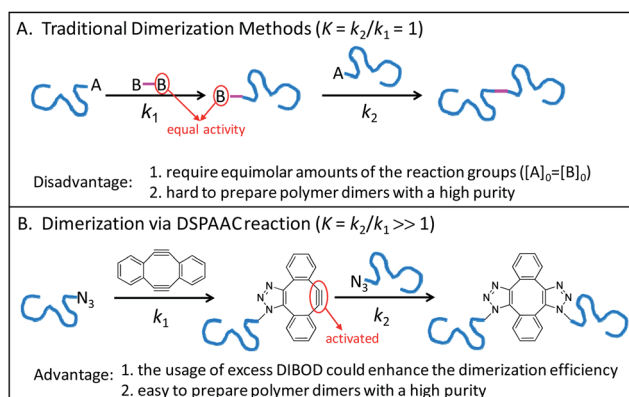 A. Traditional Dimerization Methods (K = k₂/k₁ = 1)
A B B B A
k₁ k₂
equal activity
Disadvantage: 1. require equimolar amounts of the reaction groups ([A]₀=[B]₀)
2. hard to prepare polymer dimers with a high purity
B. Dimerization via DSPAAC reaction (K = k₂/k₁ >> 1)
N₃ N N N N₃ N N N N N N
k₁ k₂
activated
Advantage: 1. the usage of excess DIBOD could enhance the dimerization efficiency
2. easy to prepare polymer dimers with a high purity